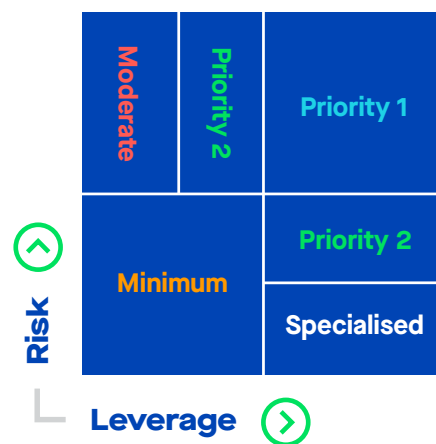 Moderate
Priority 2
Priority 1
Priority 2
Minimum
Specialised
Risk
Leverage